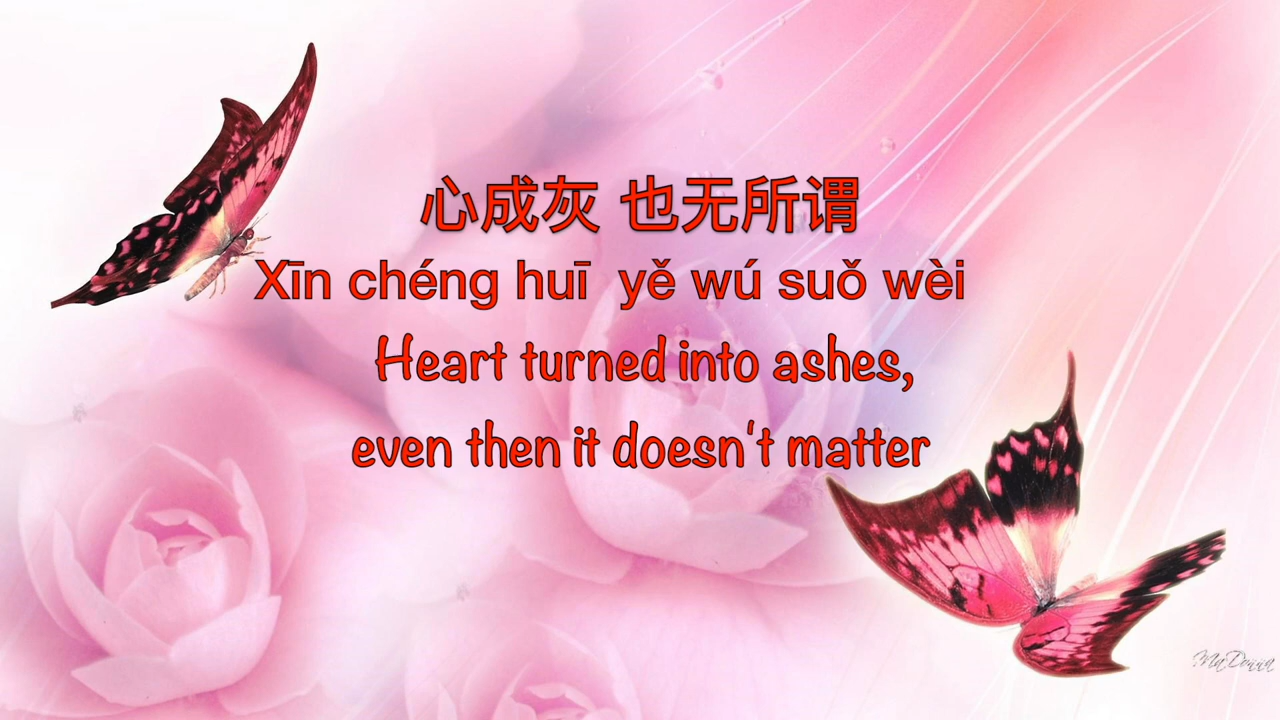 心成灰 也无所谓
Xīn chéng huī yě wú suǒ wèi
Heart turned into ashes,
even then it doesn't matter
MaDonna